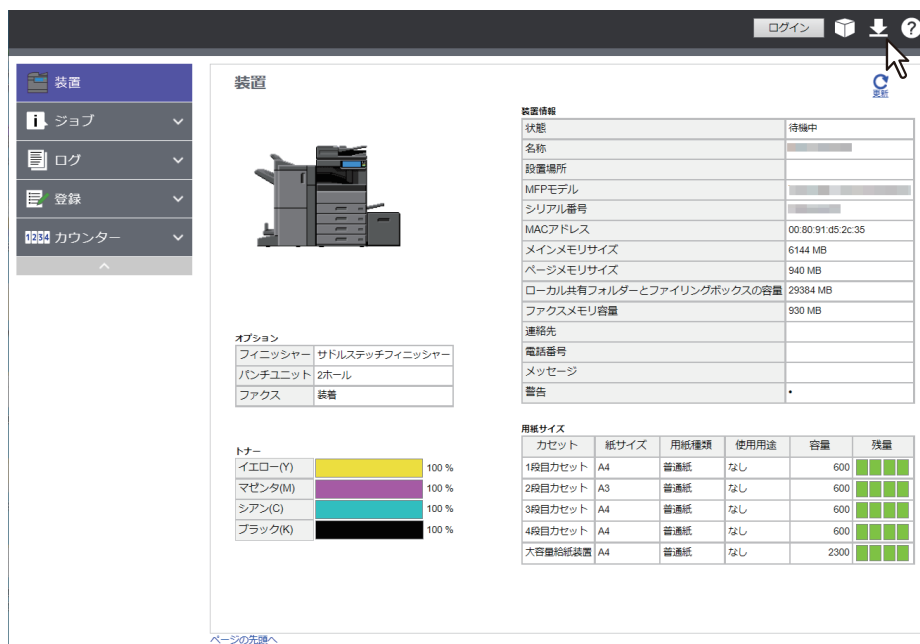 ログイン ?
装置
ジョブ
ログ
登録
1234 カウンター
装置
更新
装置情報
状態 待機中
名称
設置場所
MFPモデル
シリアル番号
MACアドレス 00:80:91:d5:2c:35
メインメモリサイズ 6144 MB
ページメモリサイズ 940 MB
ローカル共有フォルダーとファイリングボックスの容量 29384 MB
ファクスメモリ容量 930 MB
連絡先
電話番号
メッセージ
警告 •
オプション
フィニッシャー サドルステッチフィニッシャー
パンチユニット 2ホール
ファクス 装着
トナー
イエロー(Y) 100 %
マゼンタ(M) 100 %
シアン(C) 100 %
ブラック(K) 100 %
用紙サイズ
カセット 紙サイズ 用紙種類 使用用途 容量 残量
1段目カセット A4 普通紙 なし 600
2段目カセット A3 普通紙 なし 600
3段目カセット A4 普通紙 なし 600
4段目カセット A4 普通紙 なし 600
大容量給紙装置 A4 普通紙 なし 2300
ページの先頭へ